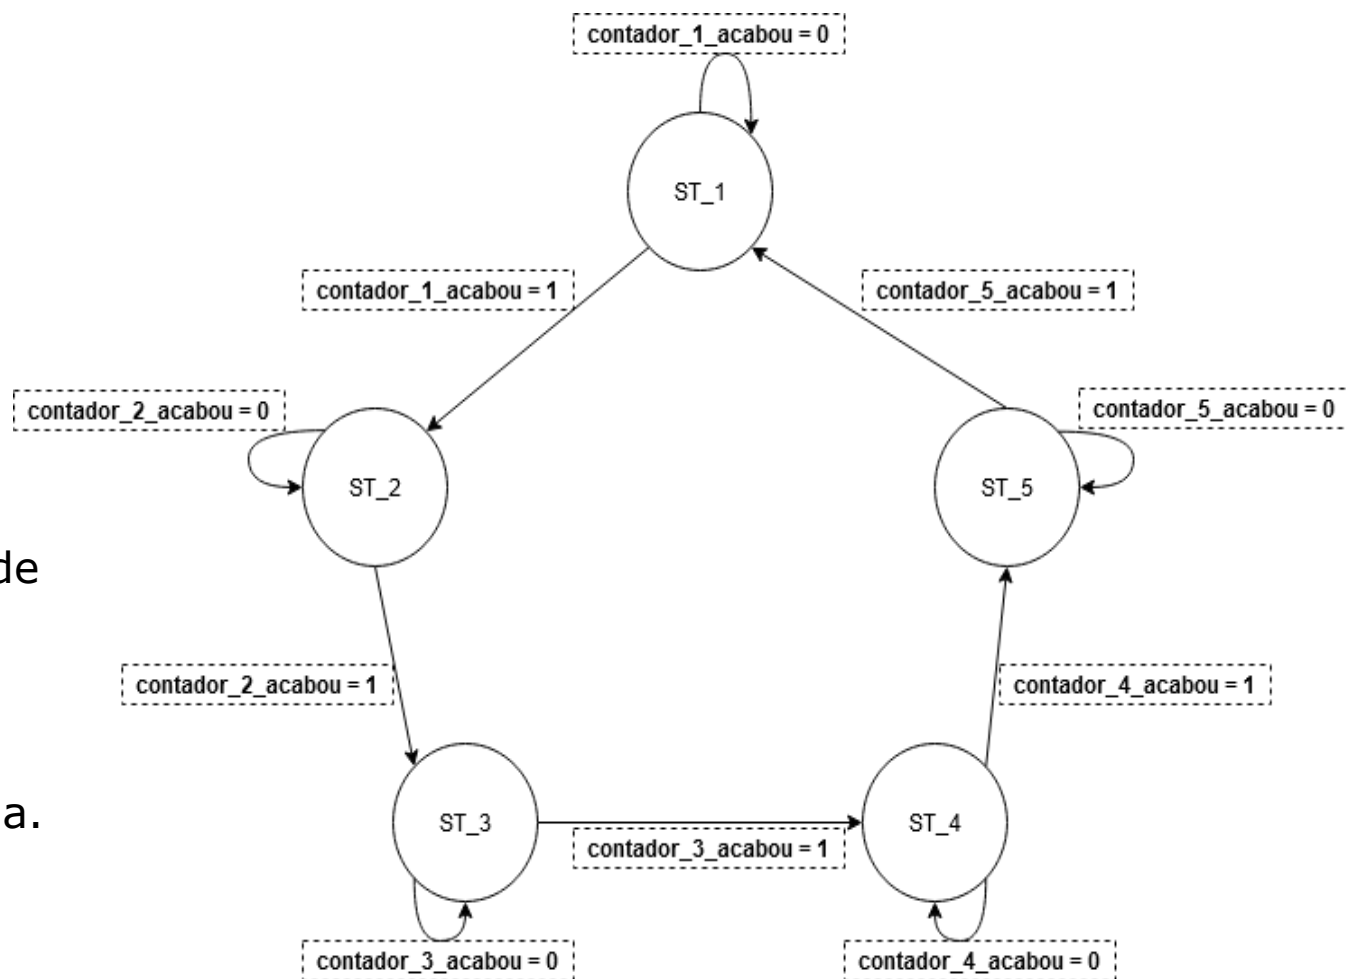 contador_1_acabou = 0
ST_1
contador_1_acabou = 1
contador_5_acabou = 1
contador_2_acabou = 0
contador_5_acabou = 0
ST_2
ST_5
de
contador_2_acabou = 1
contador_4_acabou = 1
a.
ST_3
ST_4
contador_3_acabou = 1
contador_3_acabou = 0
contador_4_acabou = 0